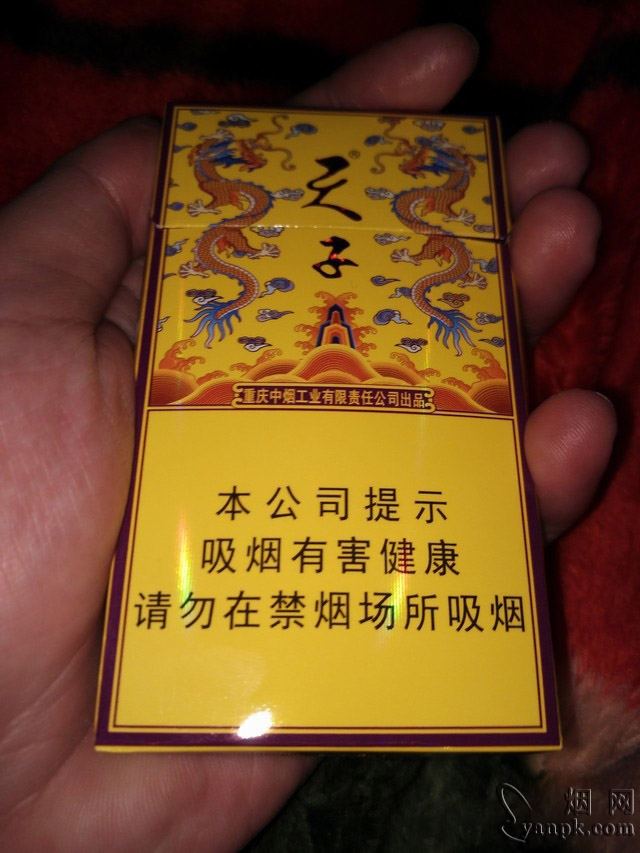 天®
子
重庆中烟工业有限责任公司出品
本公司提示
吸烟有害健康
请勿在禁烟场所吸烟
烟网
yanpk.com